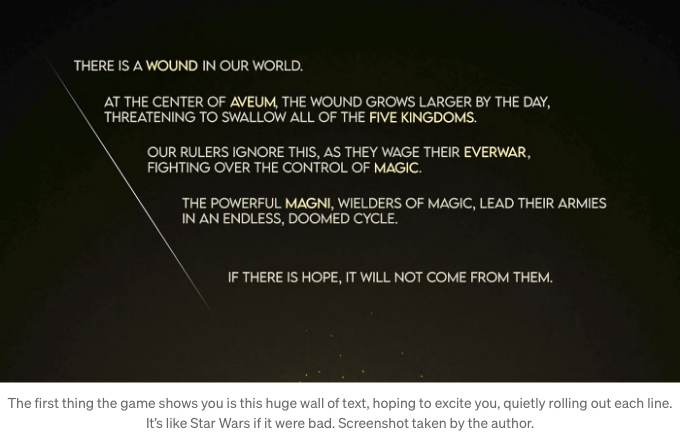 THERE IS A WOUND IN OUR WORLD.
AT THE CENTER OF AVEUM, THE WOUND GROWS LARGER BY THE DAY,
THREATENING TO SWALLOW ALL OF THE FIVE KINGDOMS.
OUR RULERS IGNORE THIS, AS THEY WAGE THEIR EVERWAR,
FIGHTING OVER THE CONTROL OF MAGIC.
THE POWERFUL MAGNI, WIELDERS OF MAGIC, LEAD THEIR ARMIES
IN AN ENDLESS, DOOMED CYCLE.
IF THERE IS HOPE, IT WILL NOT COME FROM THEM.
The first thing the game shows you is this huge wall of text, hoping to excite you, quietly rolling out each line.
It’s like Star Wars if it were bad. Screenshot taken by the author.